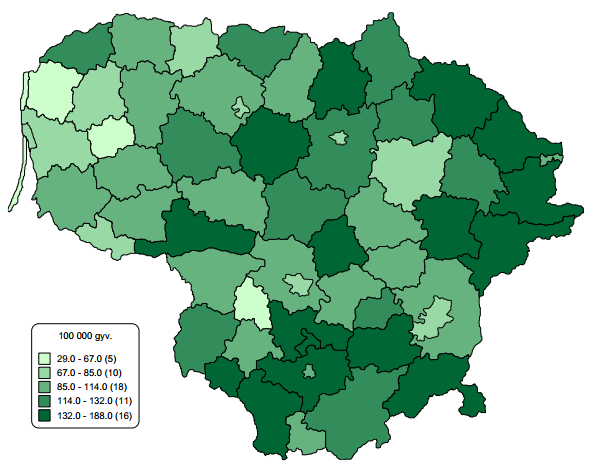 100 000 gyv.
29.0 - 67.0 (5)
67.0 - 85.0 (10)
85.0 - 114.0 (18)
114.0 - 132.0 (11)
132.0 - 188.0 (16)